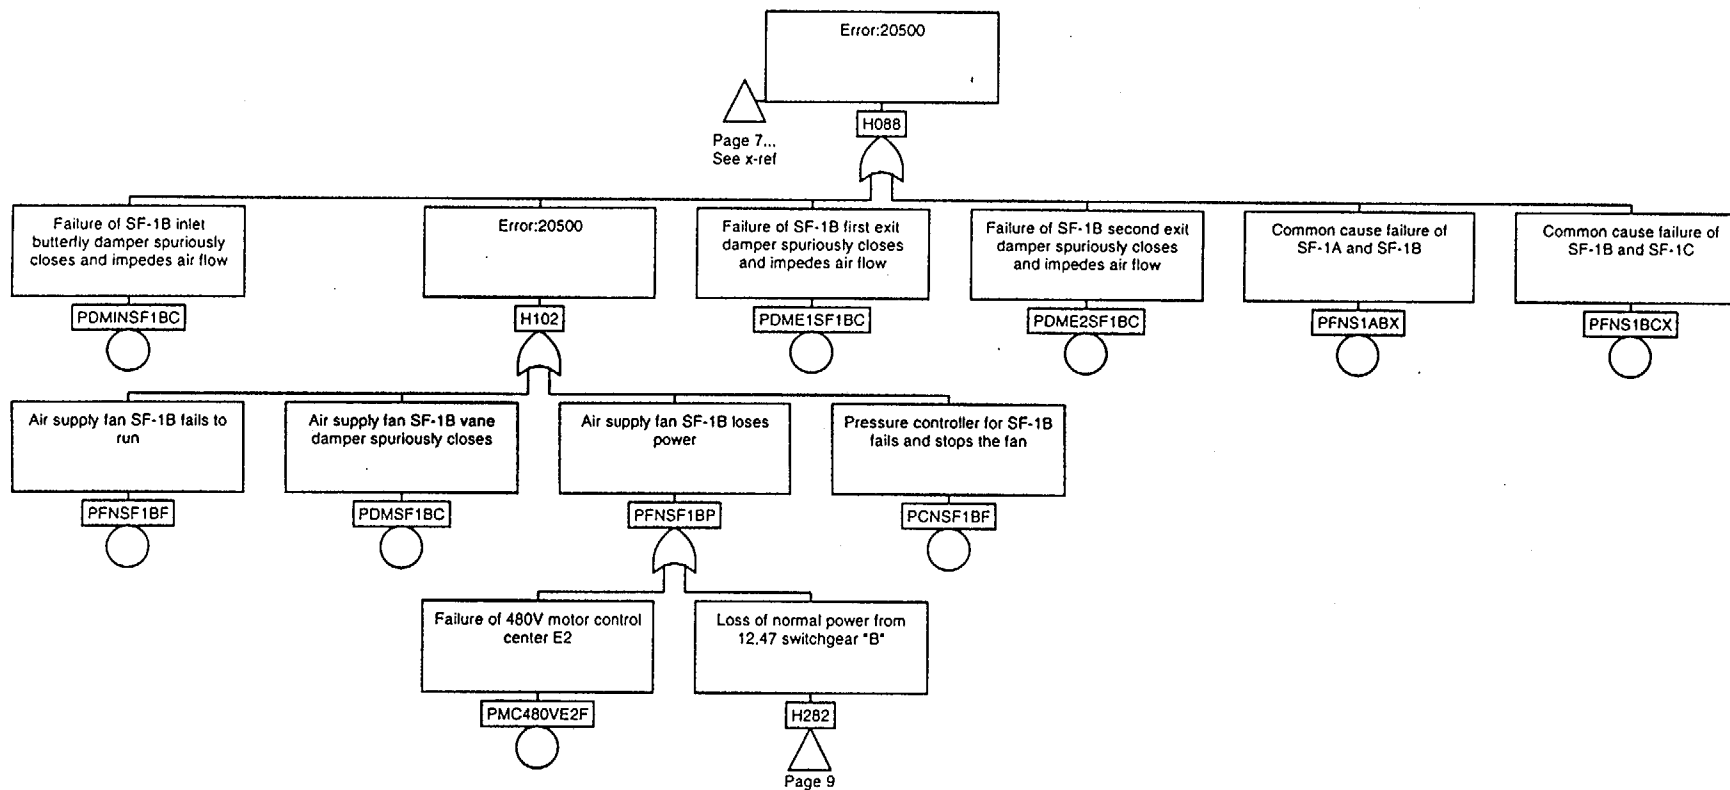 Error:20500
Page 7...
See x-ref
H088
Failure of SF-1B inlet
butterfly damper spuriously
closes and impedes air flow
Error:20500
Failure of SF-1B first exit
damper spuriously closes
and impedes air flow
Failure of SF-1B second exit
damper spuriously closes
and impedes air flow
Common cause failure of
SF-1A and SF-1B
Common cause failure of
SF-1B and SF-1C
PDMINSF1BC
H102
PDME1SF1BC
PDME2SF1BC
PFNS1ABX
PFNS1BCX
Air supply fan SF-1B fails to
run
Air supply fan SF-1B vane
damper spuriously closes
Air supply fan SF-1B loses
power
Pressure controller for SF-1B
fails and stops the fan
PFNSF1BF
PDMSF1BC
PFNSF1BP
PCNSF1BF
Failure of 480V motor control
center E2
Loss of normal power from
12.47 switchgear "B"
PMC480VE2F
H282
Page 9